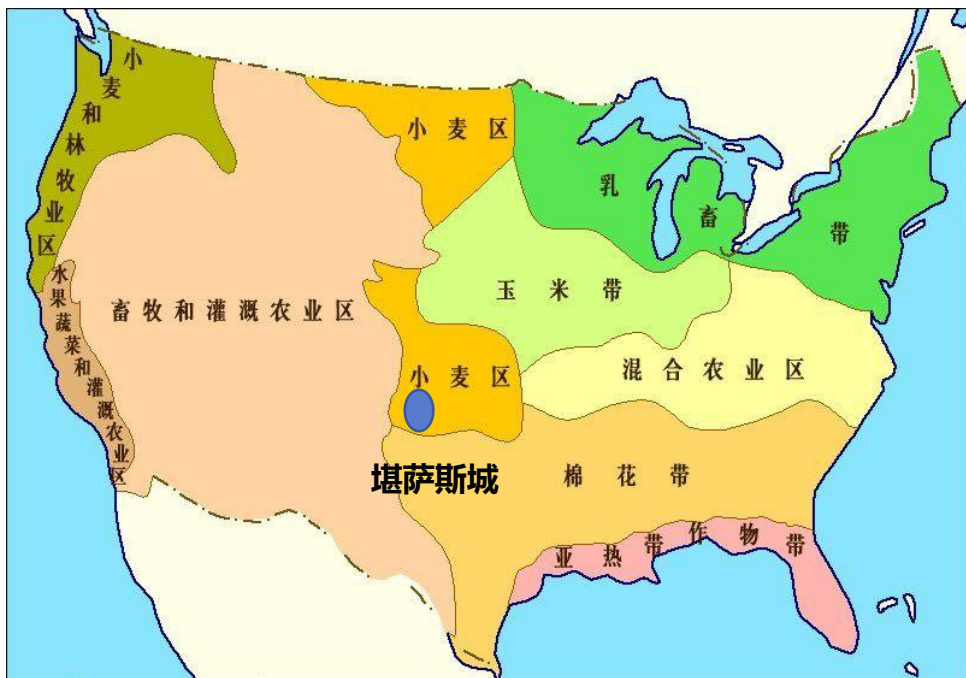 小麦和林牧业区
小麦区
乳畜带
玉米带
水果蔬菜和灌溉农业区
畜牧和灌溉农业区
小麦区
混合农业区
堪萨斯城
棉花带
亚热带作物带